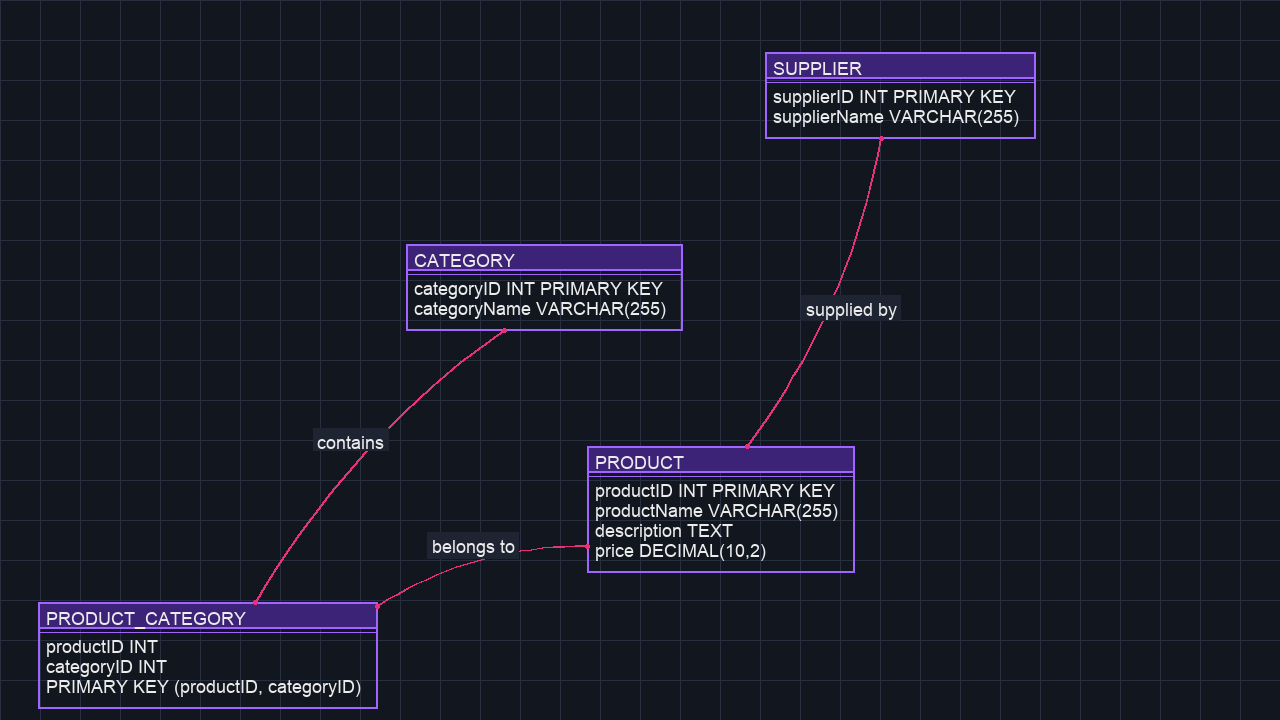 SUPPLIER
supplierID INT PRIMARY KEY
supplierName VARCHAR(255)
CATEGORY
categoryID INT PRIMARY KEY
categoryName VARCHAR(255)
supplied by
contains
PRODUCT
productID INT PRIMARY KEY
productName VARCHAR(255)
description TEXT
price DECIMAL(10,2)
belongs to
PRODUCT_CATEGORY
productID INT
categoryID INT
PRIMARY KEY (productID, categoryID)